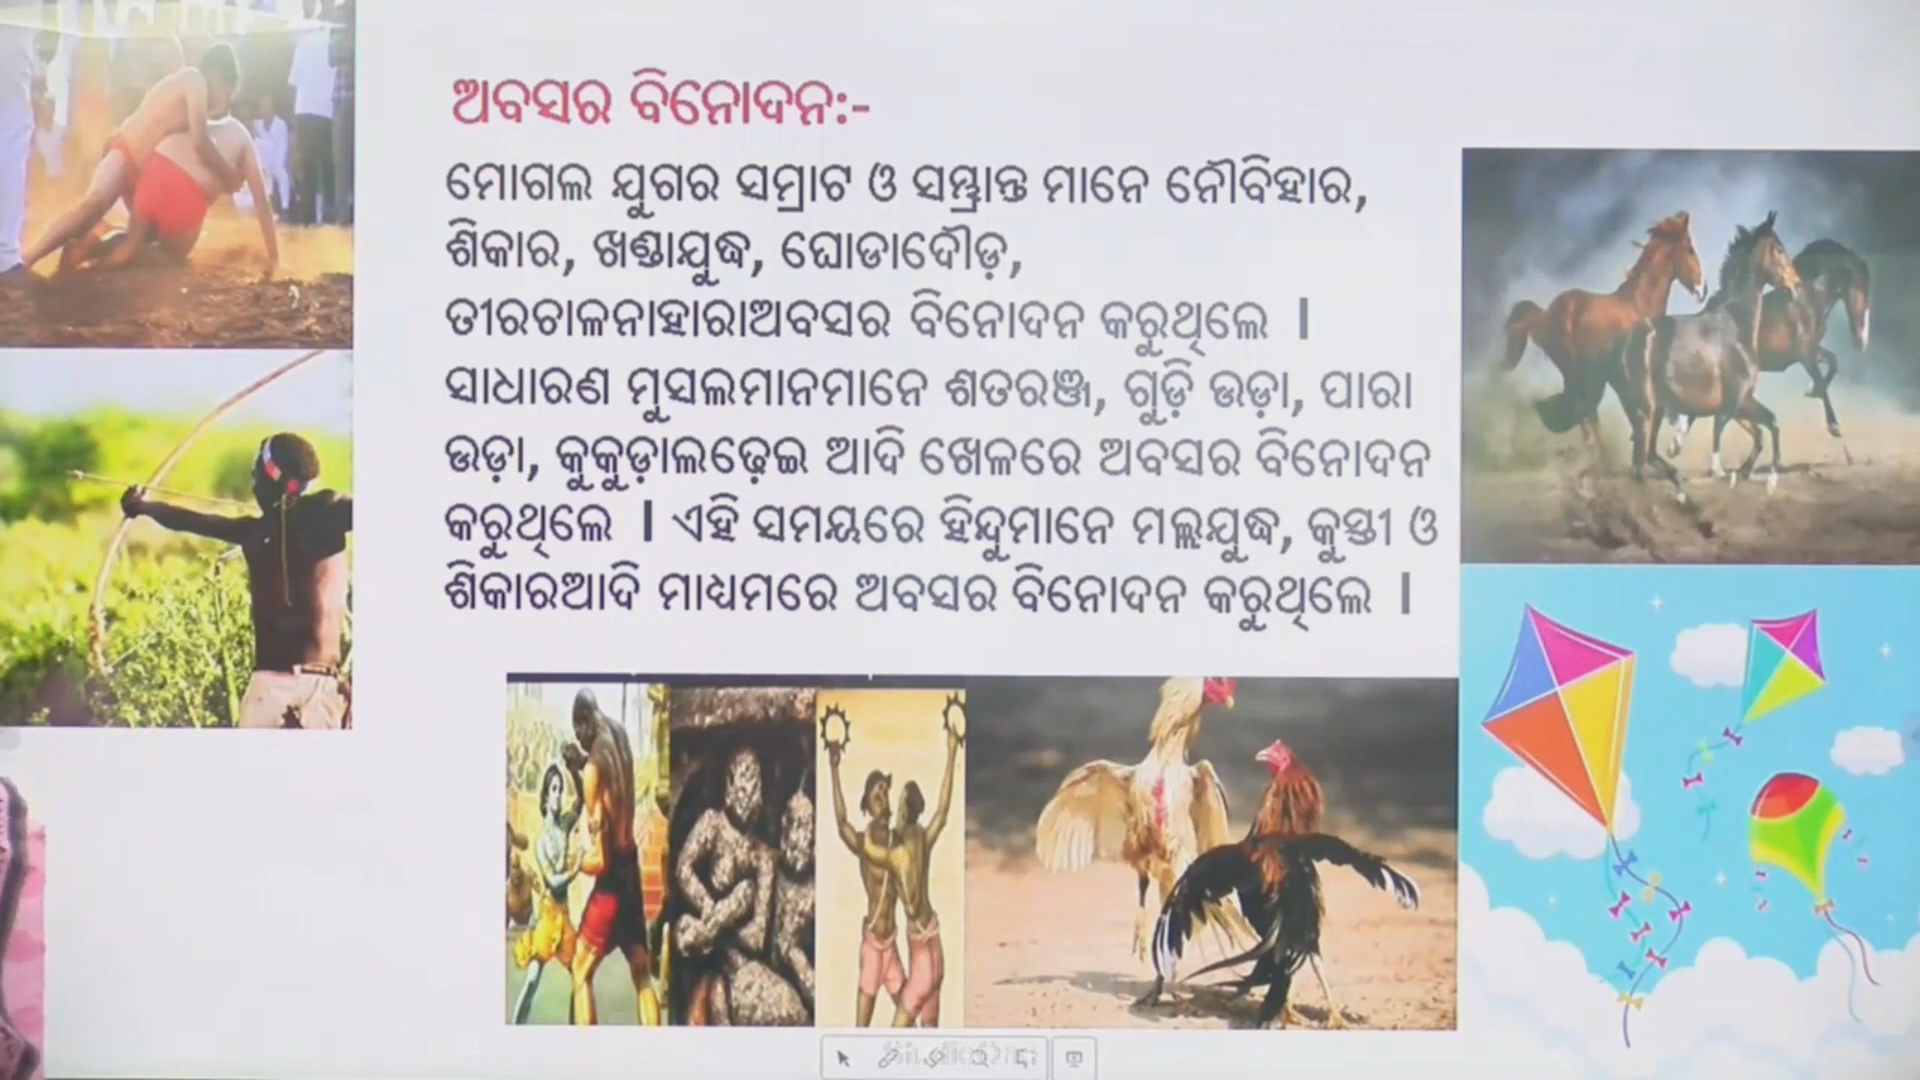 ଅବସର ବିନୋଦନ:-
ମୋଗଲ ଯୁଗର ସମ୍ରାଟ ଓ ସମ୍ଭ୍ରାନ୍ତ ମାନେ ନୌବିହାର,
ଶିକାର, ଖଣ୍ଡାଯୁଦ୍ଧ, ଘୋଡାଦୌଡ଼,
ତୀରଚାଳନାହାରାଅବସର ବିନୋଦନ କରୁଥିଲେ ।
ସାଧାରଣ ମୁସଲମାନମାନେ ଶତରଞ୍ଜ, ଗୁଡ଼ି ଉଡ଼ା, ପାରା
ଉଡ଼ା, କୁକୁଡ଼ାଲଢ଼େଇ ଆଦି ଖେଳରେ ଅବସର ବିନୋଦନ
କରୁଥିଲେ । ଏହି ସମୟରେ ହିନ୍ଦୁମାନେ ମଲ୍ଲଯୁଦ୍ଧ, କୁସ୍ତୀ ଓ
ଶିକାରଆଦି ମାଧ୍ୟମରେ ଅବସର ବିନୋଦନ କରୁଥିଲେ ।